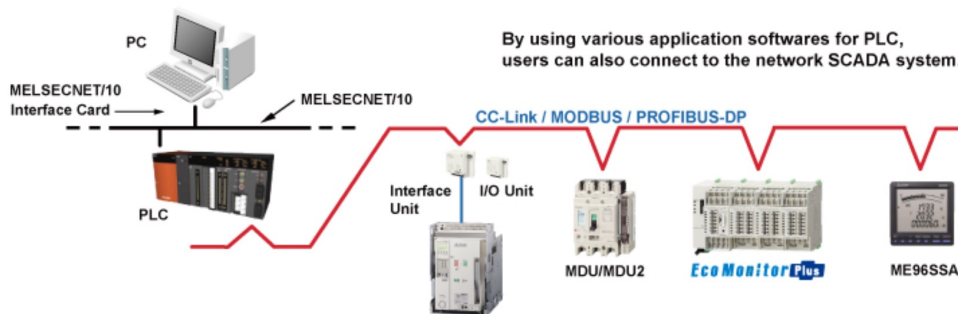 PC
By using various application softwares for PLC,
users can also connect to the network SCADA system.
MELSECNET/10
Interface Card
MELSECNET/10
CC-Link / MODBUS / PROFIBUS-DP
PLC
Interface
Unit
I/O Unit
MDU/MDU2
EcoMonitorPlus
ME96SSA